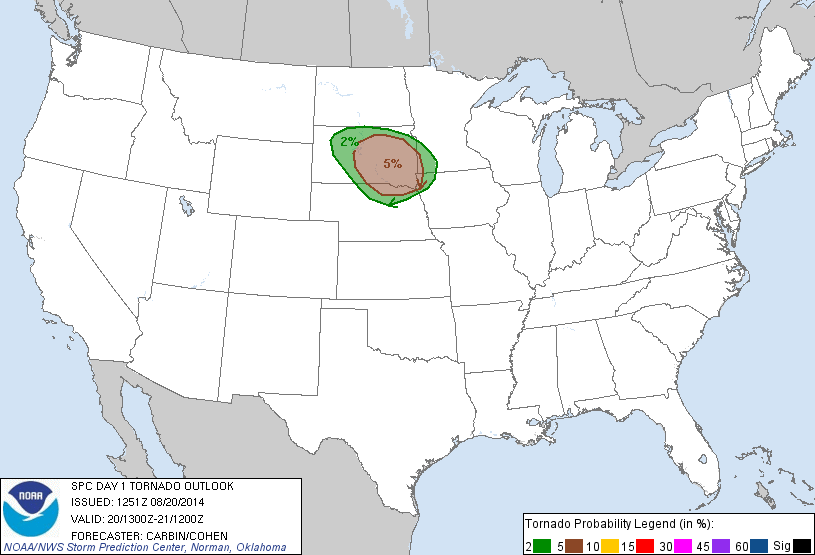 2%
5%
NOAA
SPC DAY 1 TORNADO OUTLOOK
ISSUED: 1251Z 08/20/2014
VALID: 20/1300Z-21/1200Z
FORECASTER: CARBIN/COHEN
NOAA/NWS Storm Prediction Center, Norman, Oklahoma
Tornado Probability Legend (in %):
2 5 10 15 30 45 60 Sig